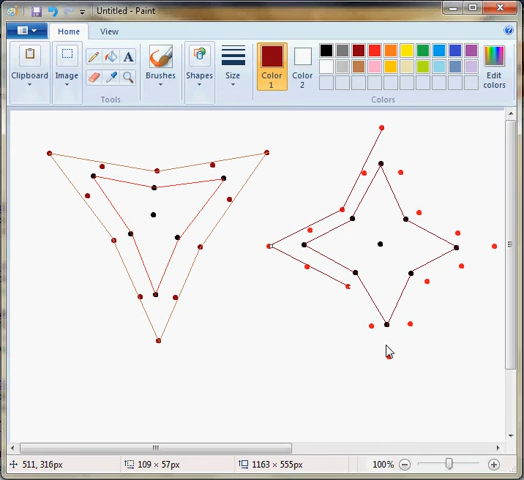 Untitled - Paint
Home View
Clipboard
Image
Tools
Brushes
Shapes
Size
Color 1
Color 2
Colors
Edit colors
A
511, 316px
109 × 57px
1163 × 555px
100%